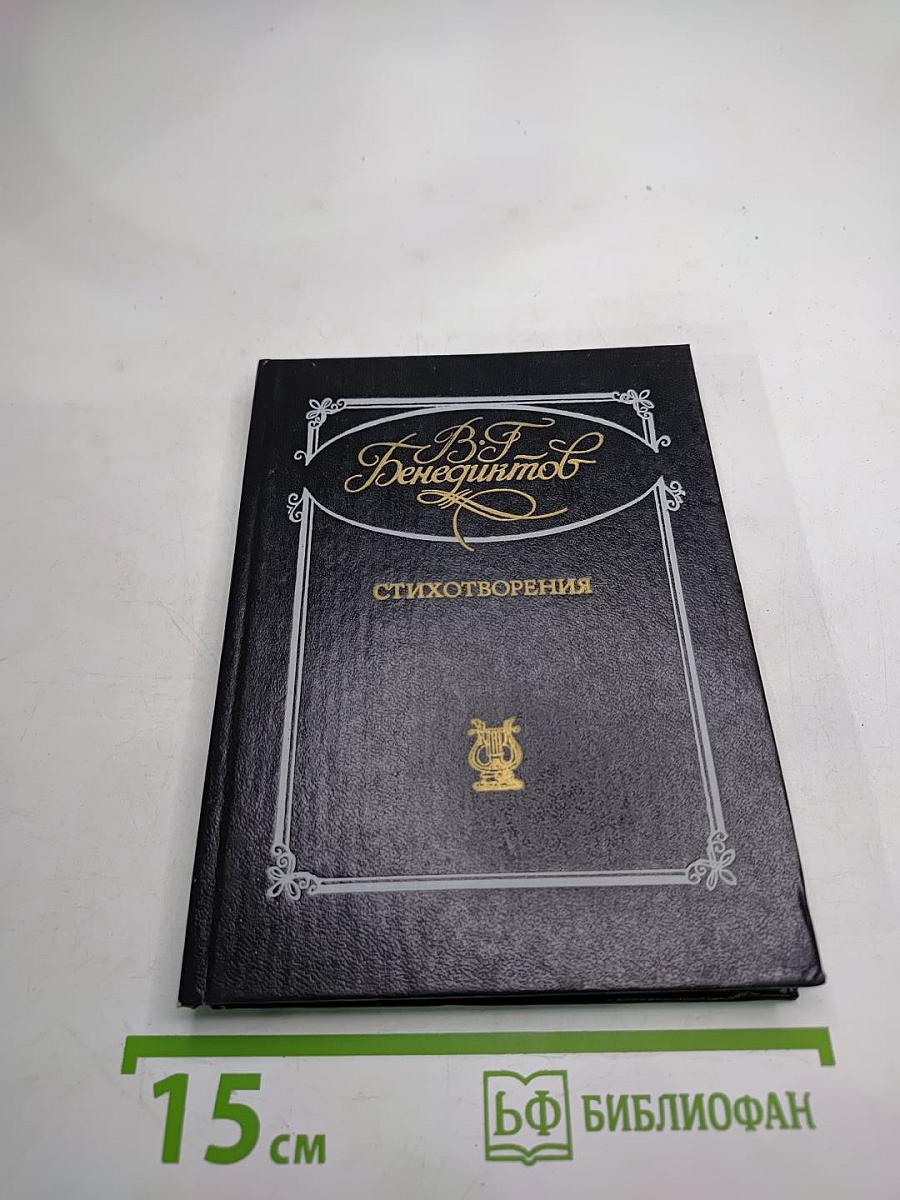 В·Г
Бенедиктов
СТИХОТВОРЕНИЯ
15 см
БФ БИБЛИОФАН